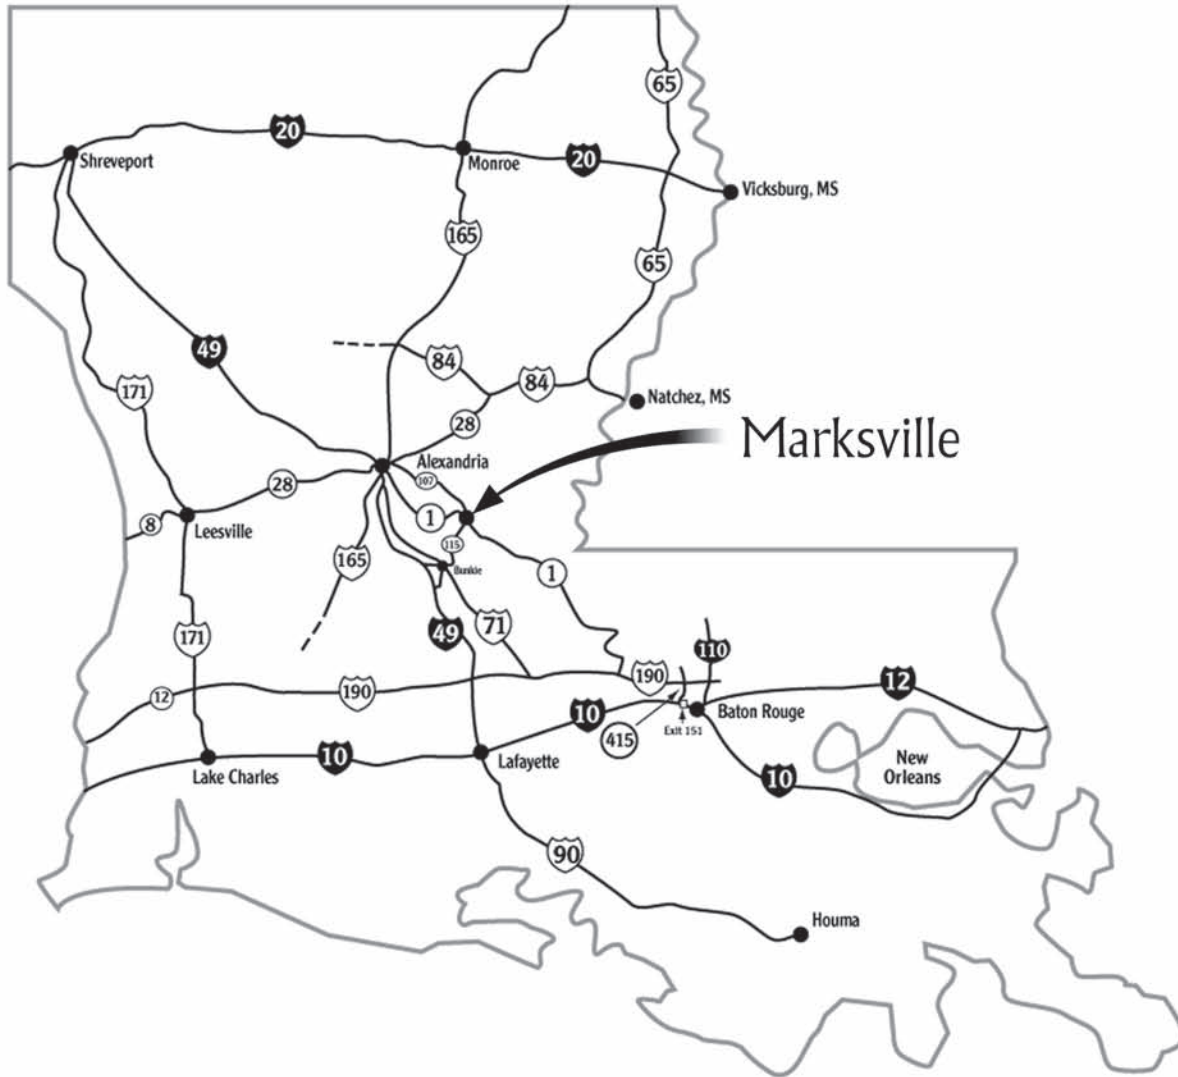 65
20
Shreveport
Monroe
20
Vicksburg, MS
165
65
49
84
171
84
Natchez, MS
28
Marksville
Alexandria
107
28
1
8
Leesville
115
165
Bunkie
1
49
71
171
110
190
12
190
12
10
Baton Rouge
415
Exit 151
10
Lafayette
Lake Charles
New
Orleans
10
90
Houma